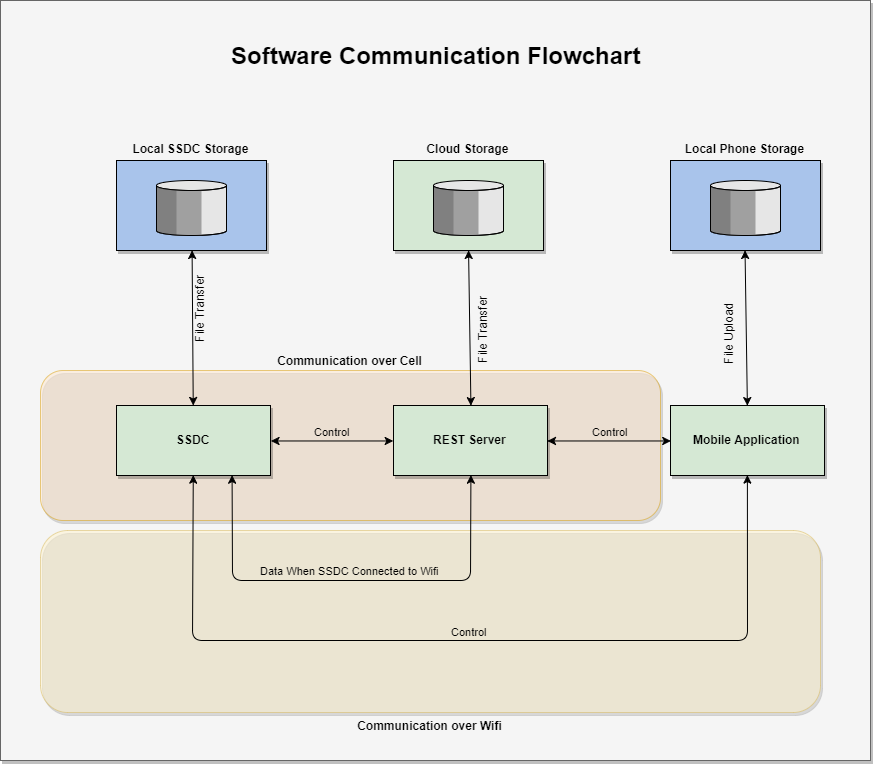 Software Communication Flowchart
Local SSDC Storage
Cloud Storage
Local Phone Storage
File Transfer
File Transfer
File Upload
Communication over Cell
SSDC
Control
REST Server
Control
Mobile Application
Data When SSDC Connected to Wifi
Control
Communication over Wifi